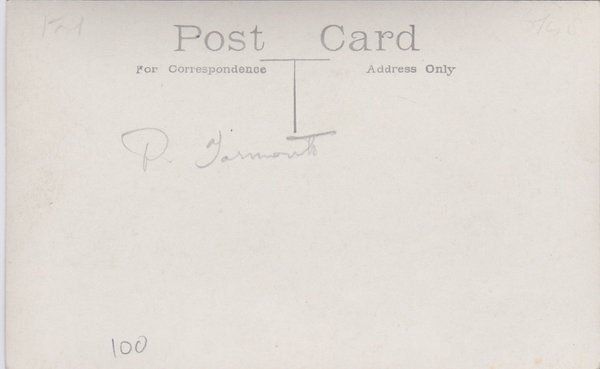 Post Card
For Correspondence Address Only
P. Yarmouth
100